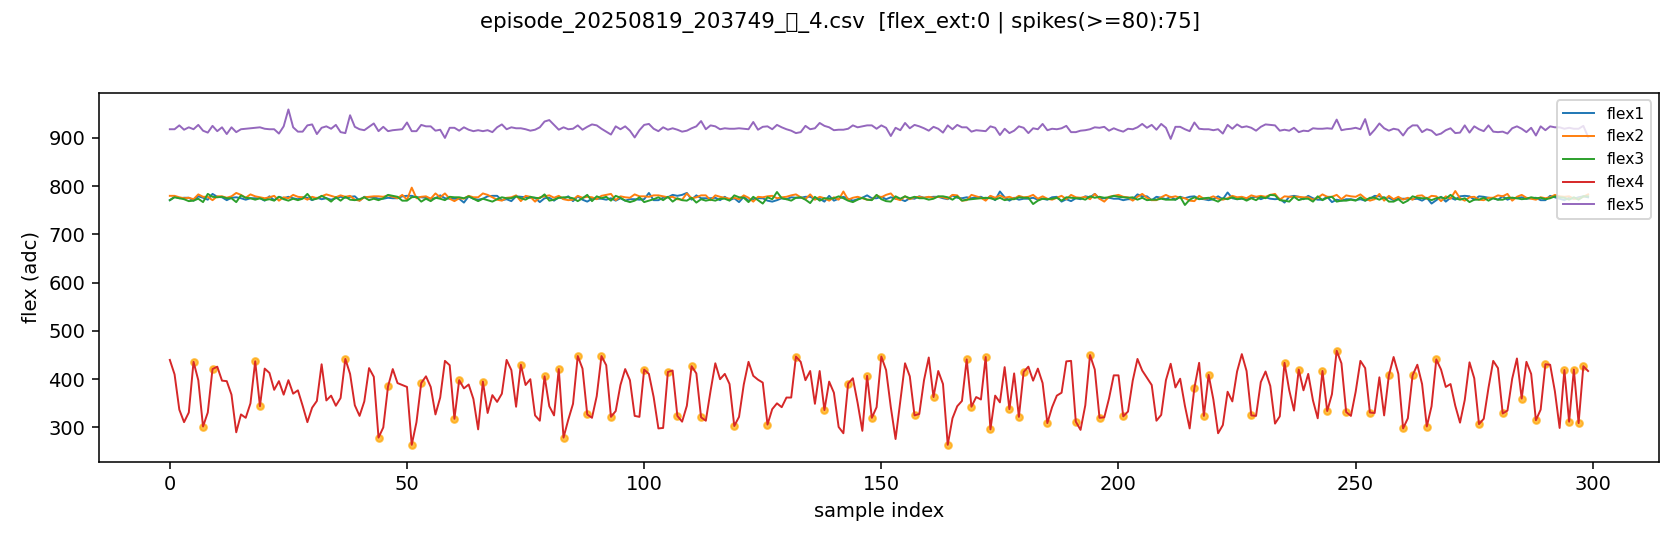 episode_20250819_203749_▯_4.csv [flex_ext:0 | spikes(>=80):75]
flex (adc)
900
800
700
600
500
400
300
0 50 100 150 200 250 300
sample index
flex1
flex2
flex3
flex4
flex5